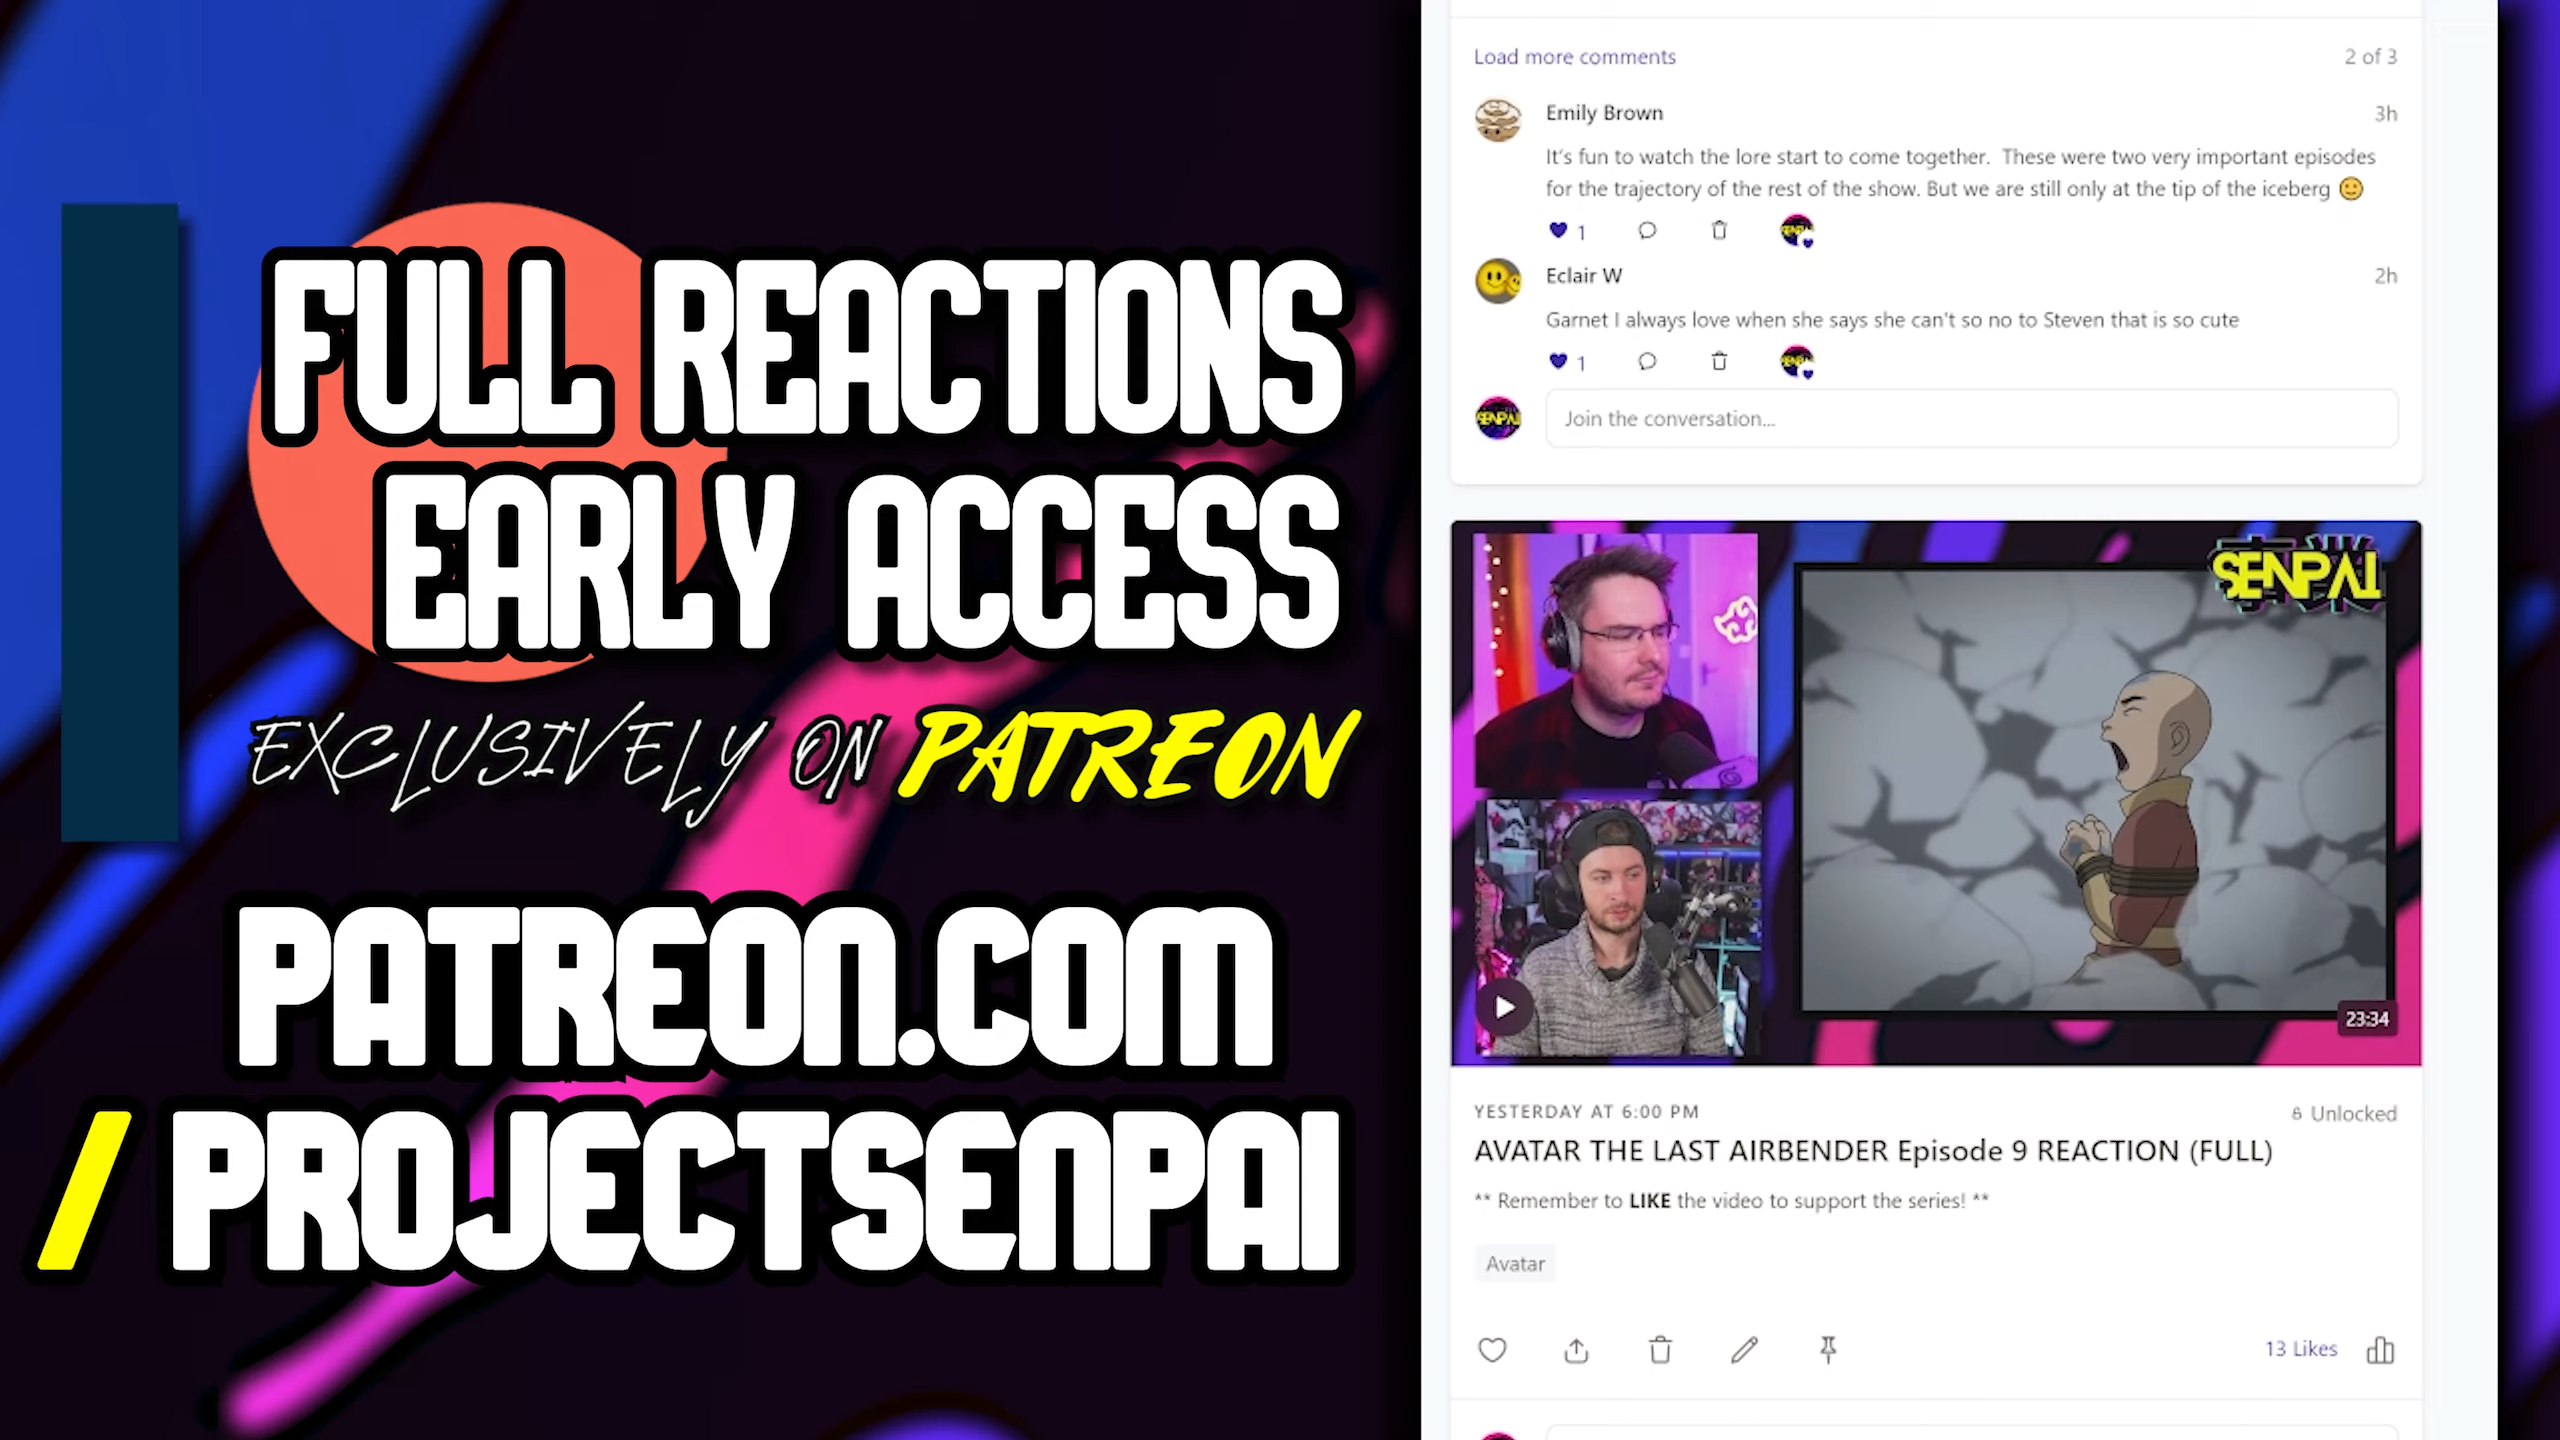 FULL REACTIONS
EARLY ACCESS
EXCLUSIVELY ON PATREON
PATREON.COM
/ PROJECTSENPAI
Load more comments
2 of 3
Emily Brown
3h
It's fun to watch the lore start to come together. These were two very important episodes
for the trajectory of the rest of the show. But we are still only at the tip of the iceberg 🙂
1
SENPAI
Eclair W
2h
Garnet I always love when she says she can't so no to Steven that is so cute
1
SENPAI
SENPAI
Join the conversation...
SENPAI
23:34
YESTERDAY AT 6:00 PM
Unlocked
AVATAR THE LAST AIRBENDER Episode 9 REACTION (FULL)
** Remember to LIKE the video to support the series! **
Avatar
13 Likes